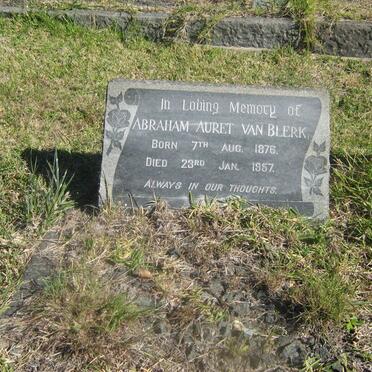 In Loving Memory of
ABRAHAM AURET VAN BLERK
BORN 7TH AUG. 1876.
DIED 23RD JAN. 1957.
ALWAYS IN OUR THOUGHTS.